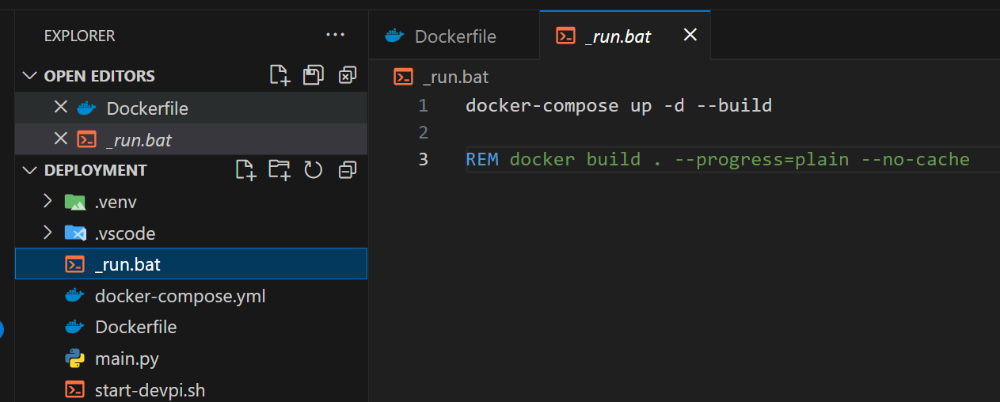 EXPLORER
OPEN EDITORS
Dockerfile
_run.bat
DEPLOYMENT
.venv
.vscode
_run.bat
docker-compose.yml
Dockerfile
main.py
start-devpi.sh
Dockerfile
_run.bat
_run.bat
1 docker-compose up -d --build
2
3 REM docker build . --progress=plain --no-cache